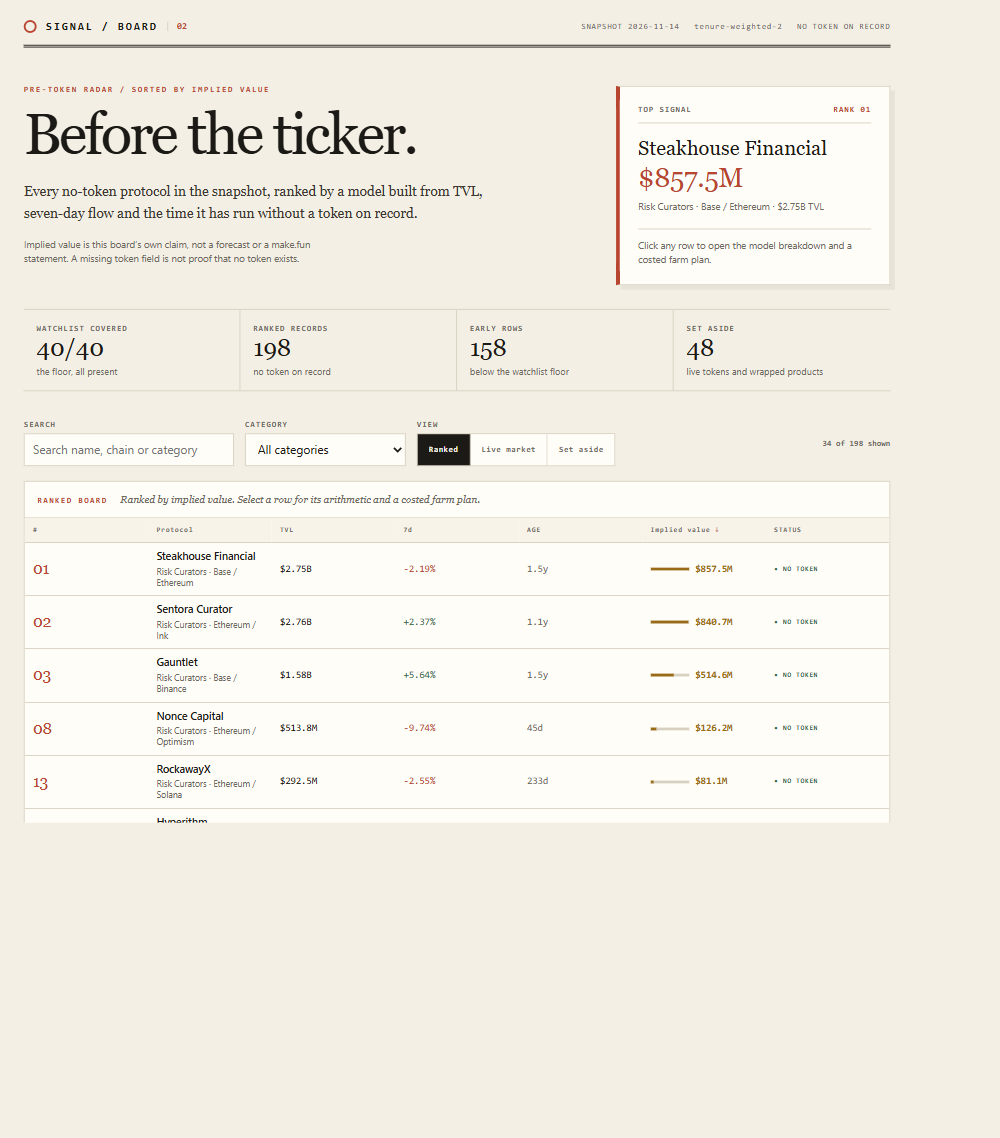 SIGNAL / BOARD 02
SNAPSHOT 2026-11-14 tenure-weighted-2 NO TOKEN ON RECORD
PRE-TOKEN RADAR / SORTED BY IMPLIED VALUE
Before the ticker.
Every no-token protocol in the snapshot, ranked by a model built from TVL,
seven-day flow and the time it has run without a token on record.
Implied value is this board's own claim, not a forecast or a make.fun
statement. A missing token field is not proof that no token exists.
TOP SIGNAL RANK 01
Steakhouse Financial
$857.5M
Risk Curators · Base / Ethereum · $2.75B TVL
Click any row to open the model breakdown and a
costed farm plan.
WATCHLIST COVERED
40/40
the floor, all present
RANKED RECORDS
198
no token on record
EARLY ROWS
158
below the watchlist floor
SET ASIDE
48
live tokens and wrapped products
SEARCH
Search name, chain or category
CATEGORY
All categories
VIEW
Ranked Live market Set aside
34 of 198 shown
RANKED BOARD Ranked by implied value. Select a row for its arithmetic and a costed farm plan.
# Protocol TVL 7d AGE Implied value ↓ STATUS
01 Steakhouse Financial $2.75B -2.19% 1.5y $857.5M • NO TOKEN
Risk Curators · Base /
Ethereum
02 Sentora Curator $2.76B +2.37% 1.1y $840.7M • NO TOKEN
Risk Curators · Ethereum /
Ink
03 Gauntlet $1.58B +5.64% 1.5y $514.6M • NO TOKEN
Risk Curators · Base /
Binance
08 Nonce Capital $513.8M -9.74% 45d $126.2M • NO TOKEN
Risk Curators · Ethereum /
Optimism
13 RockawayX $292.5M -2.55% 233d $81.1M • NO TOKEN
Risk Curators · Ethereum /
Solana
Hyperithm